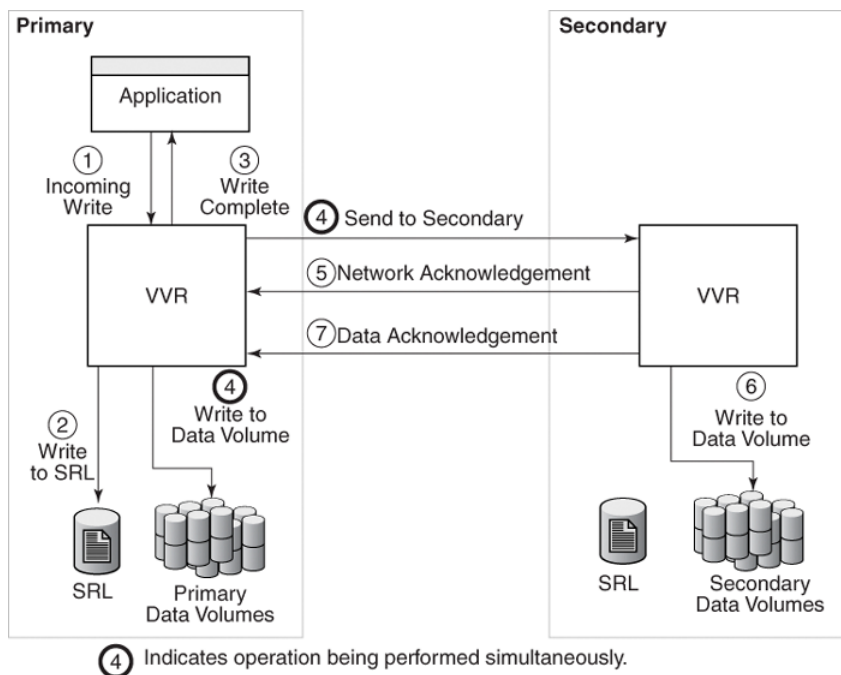 Primary
Secondary
Application
1
Incoming
Write
3
Write
Complete
4 Send to Secondary
VVR
5 Network Acknowledgement
VVR
7 Data Acknowledgement
4
Write to
Data Volume
2
Write
to SRL
6
Write to
Data Volume
SRL
Primary
Data Volumes
SRL
Secondary
Data Volumes
4 Indicates operation being performed simultaneously.